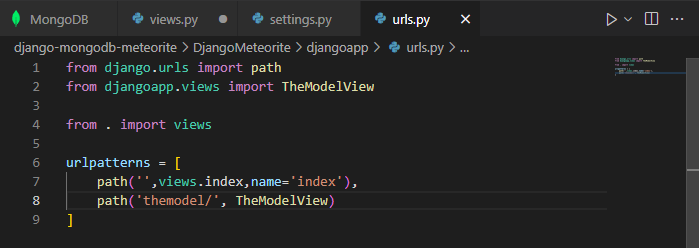 MongoDB views.py settings.py urls.py
django-mongodb-meteorite > DjangoMeteorite > djangoapp > urls.py > ...
1 from django.urls import path
2 from djangoapp.views import TheModelView
3
4 from . import views
5
6 urlpatterns = [
7     path('',views.index,name='index'),
8     path('themodel/', TheModelView)
9 ]